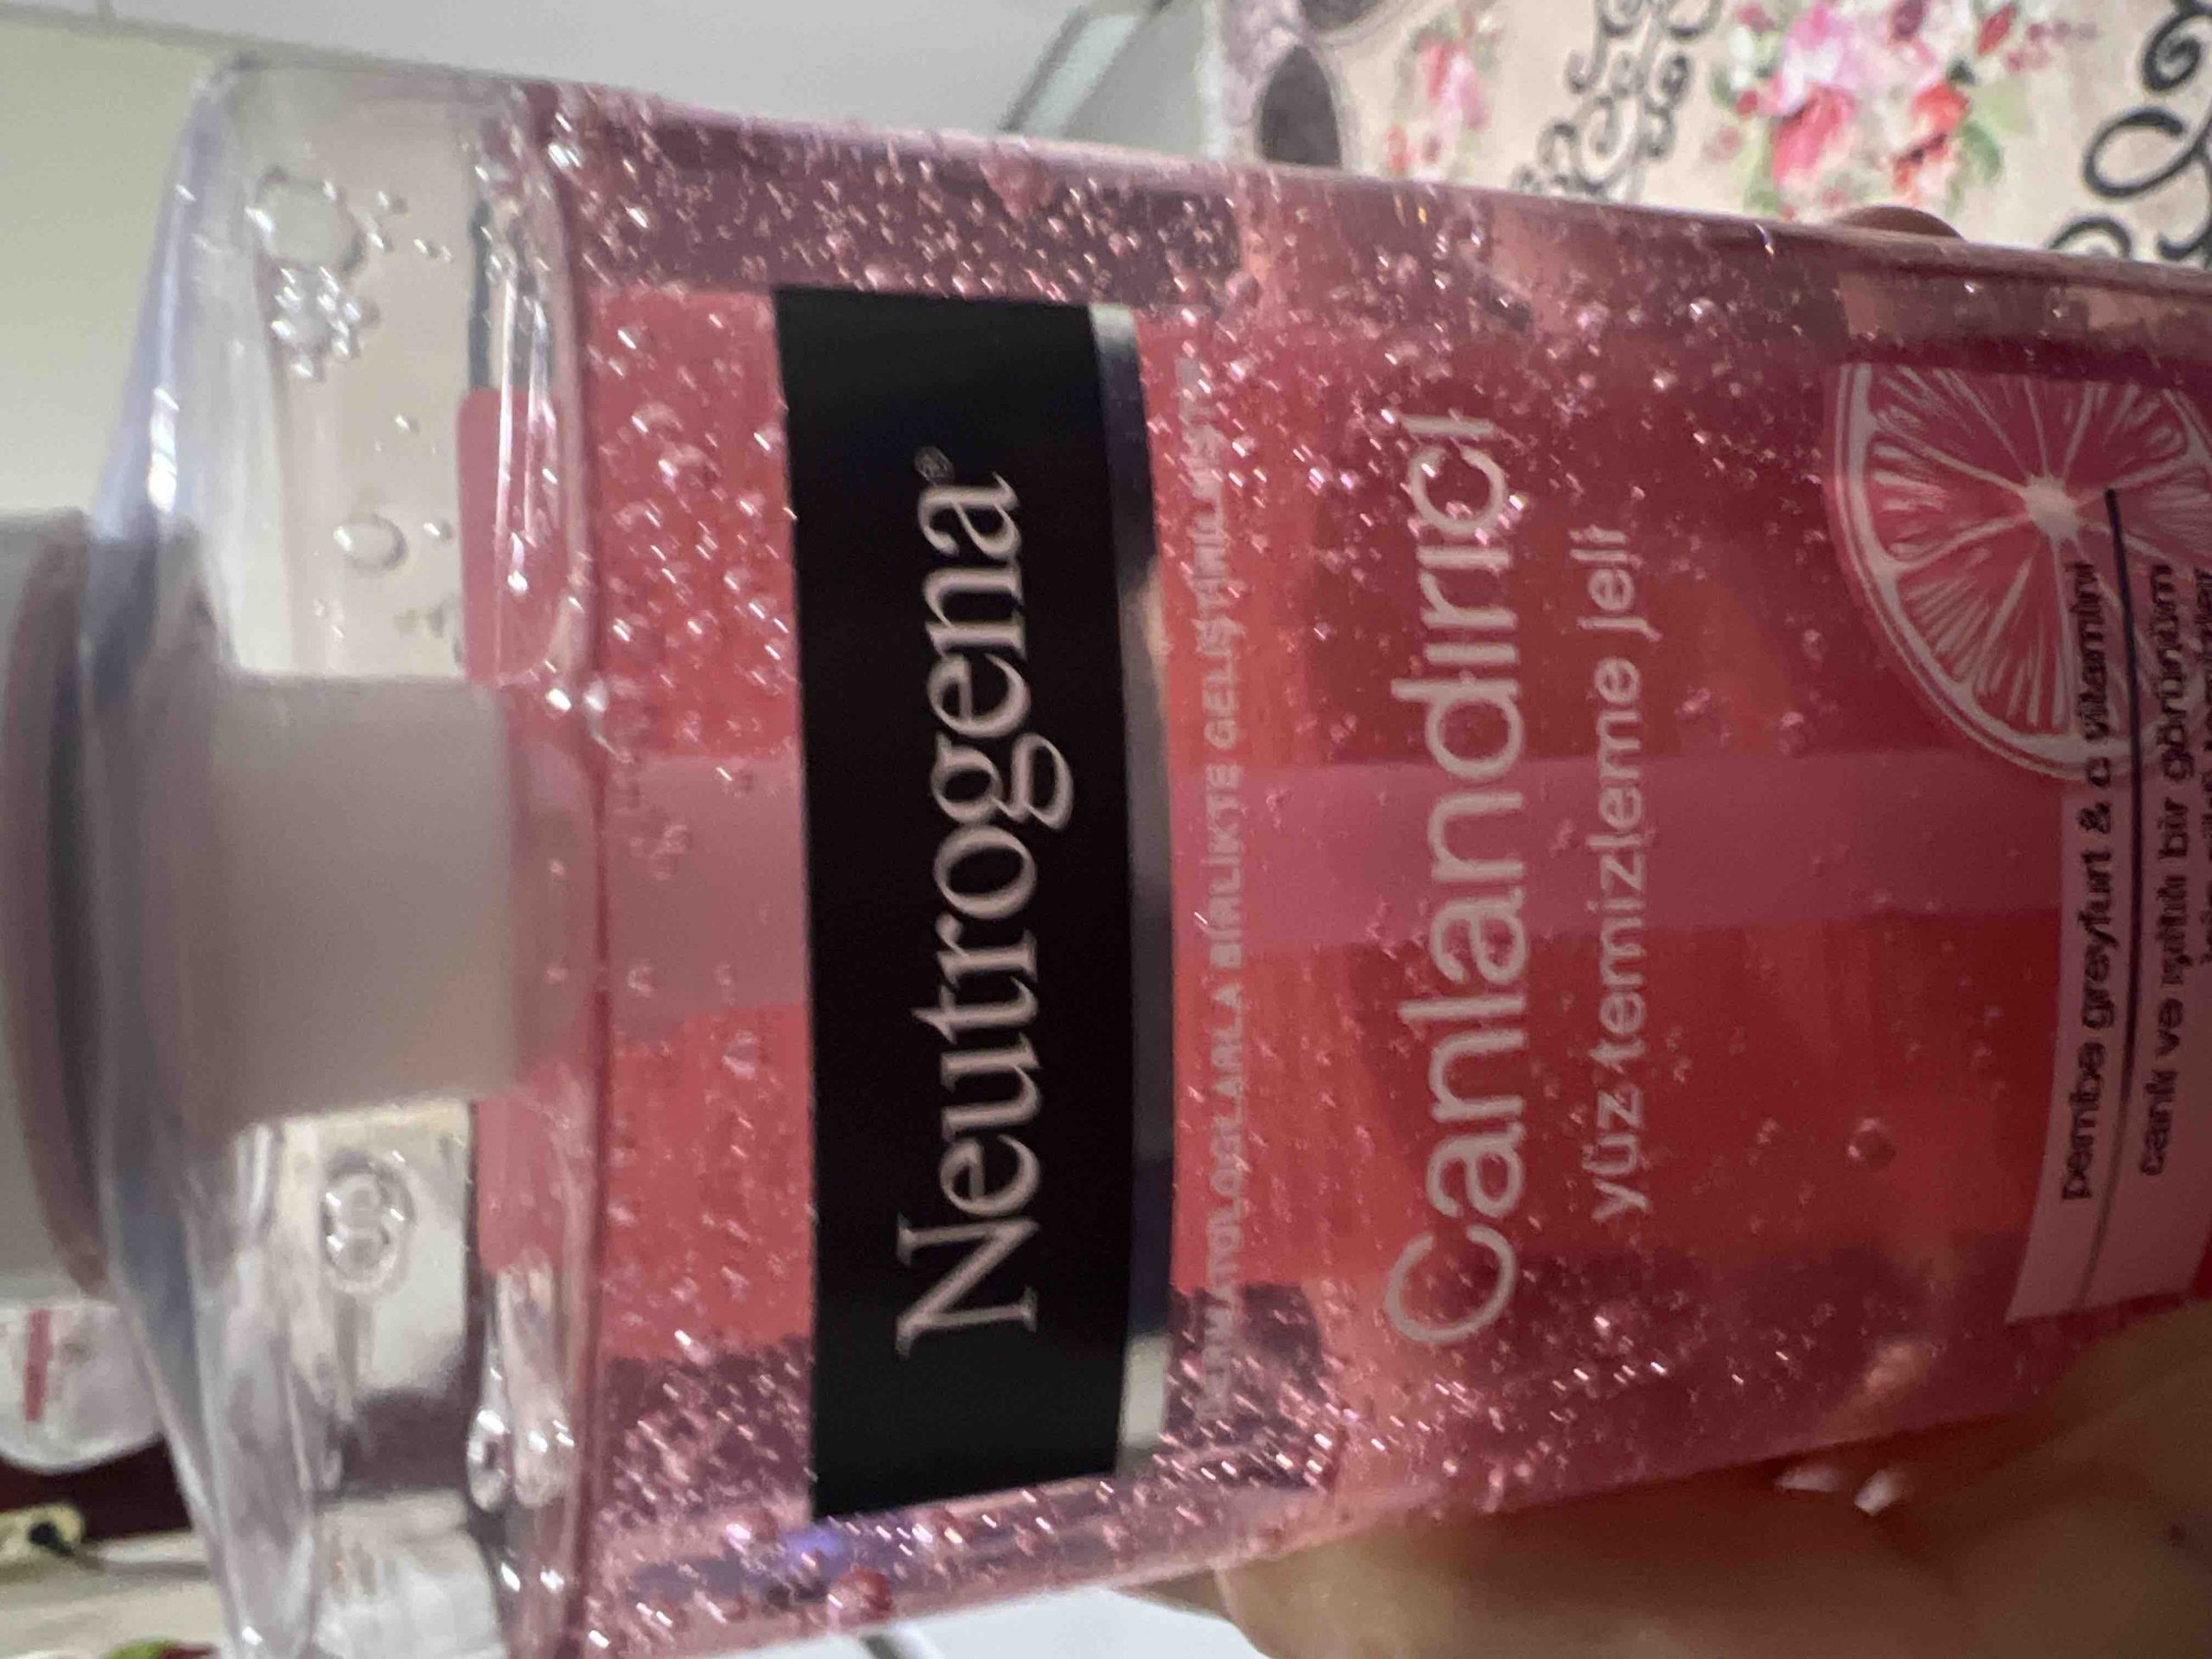 Neutrogena®
DERMATOLOGLARLA BİRLİKTE GELİŞTİRİLMİŞTİR
Canlandırıcı
yüz temizleme jeli
pembe greyfurt & c vitamini
canlı ve ışıltılı bir görünüm